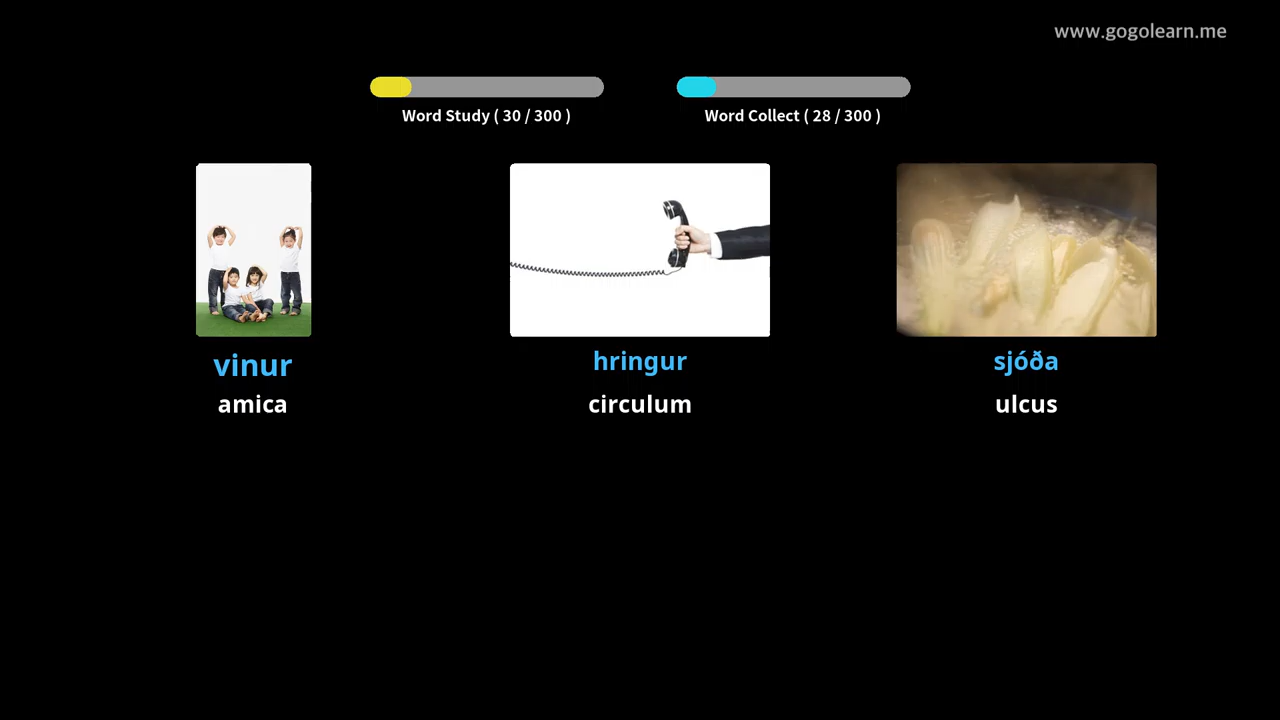 www.gogolearn.me
Word Study ( 30 / 300 )
Word Collect ( 28 / 300 )
vinur
hringur
sjóða
amica
circulum
ulcus